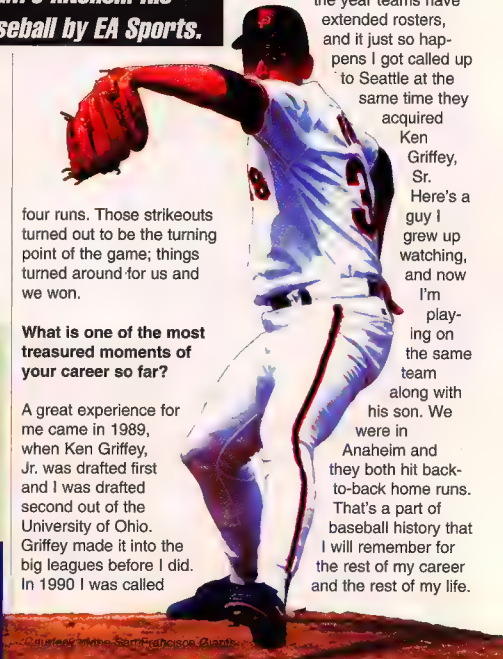 seball by EA Sports.
four runs. Those strikeouts
turned out to be the turning
point of the game; things
turned around for us and
we won.
What is one of the most
treasured moments of
your career so far?
A great experience for
me came in 1989,
when Ken Griffey,
Jr. was drafted first
and I was drafted
second out of the
University of Ohio.
Griffey made it into the
big leagues before I did.
In 1990 I was called
the year teams have
extended rosters,
and it just so hap-
pens I got called up
to Seattle at the
same time they
acquired
Ken
Griffey,
Sr.
Here's a
guy I
grew up
watching,
and now
I'm
play-
ing on
the same
team
along with
his son. We
were in
Anaheim and
they both hit back-
to-back home runs.
That's a part of
baseball history that
I will remember for
the rest of my career
and the rest of my life.
3
Courtesy of the San Francisco Giants